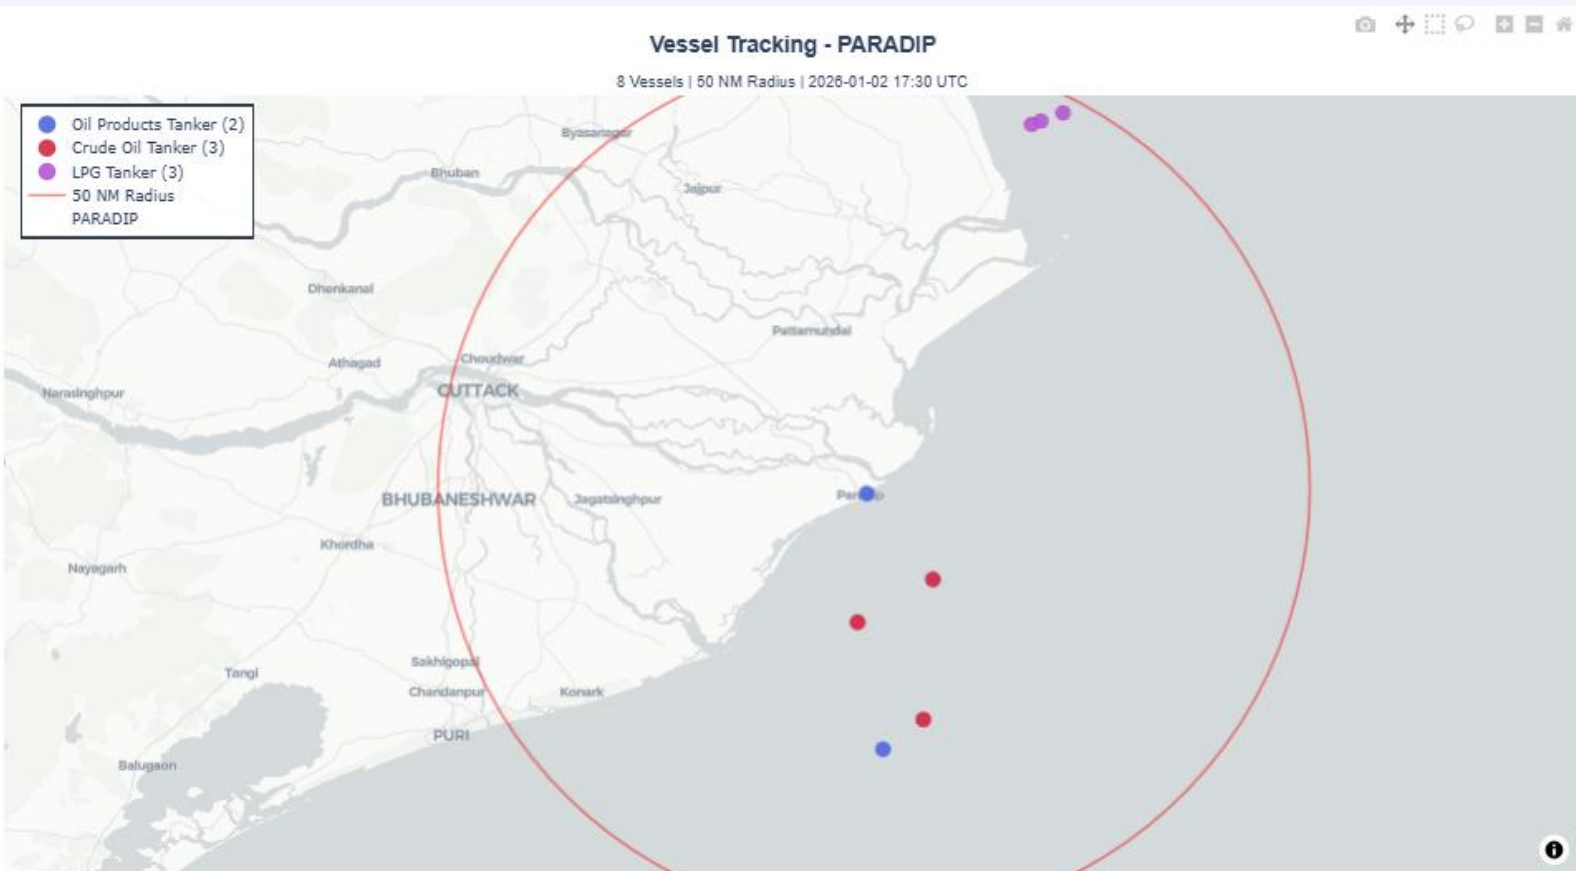 Vessel Tracking - PARADIP
8 Vessels | 50 NM Radius | 2026-01-02 17:30 UTC
Oil Products Tanker (2)
Crude Oil Tanker (3)
LPG Tanker (3)
50 NM Radius
PARADIP
Byasanagar
Bhuban
Jajpur
Dhenkanal
Pattamundai
Athagad
Choudwar
CUTTACK
Narasinghpur
BHUBANESHWAR
Jagatsinghpur
Khordha
Nayagarh
Sakhigopal
Tangi
Chandanpur
Konark
PURI
Balugaon